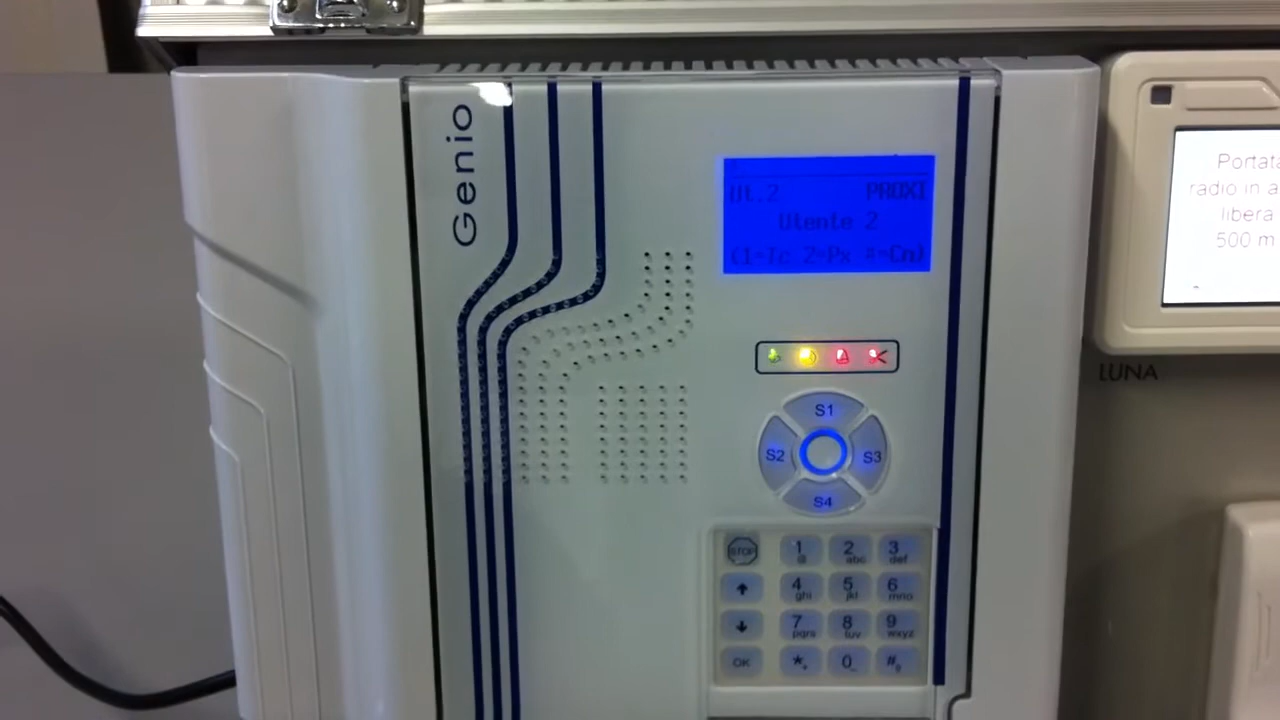 Genio
Ut.2 PROXI
Utente 2
(1=Tc 2=Px #=Cn)
S1
S2
S3
S4
STOP
1
@
2
abc
3
def
4
ghi
5
jkl
6
mno
7
pqrs
8
tuv
9
wxyz
OK
*
0
#
Portat
radio in a
libera
500 m
LUNA